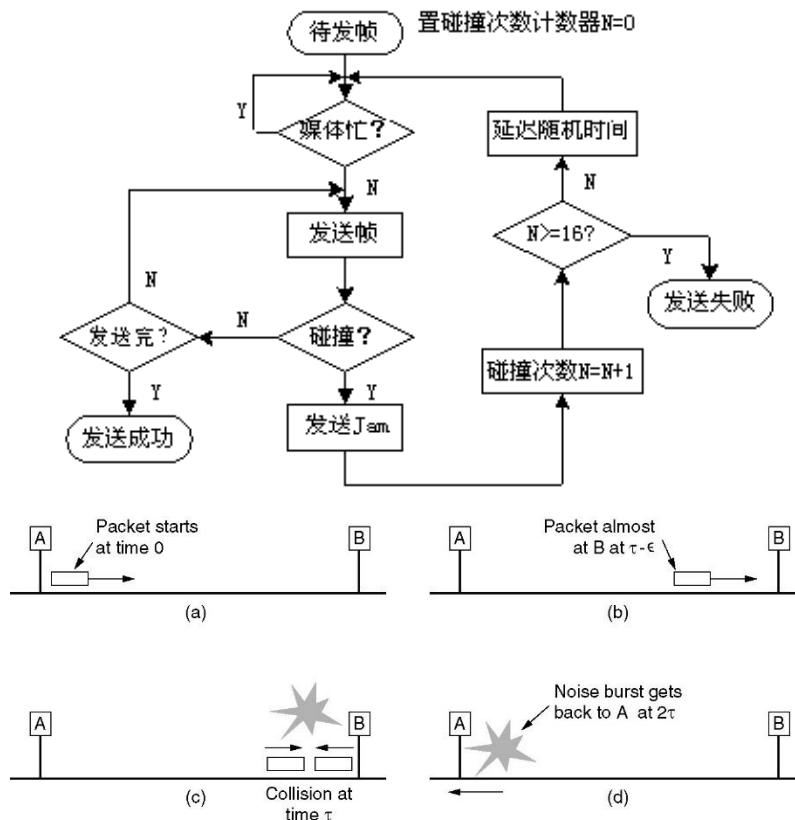 待发帧
置碰撞次数计数器N=0
Y
媒体忙?
延迟随机时间
N
N
发送帧
N>=16?
Y
N
N
发送完?
碰撞?
发送失败
Y
Y
碰撞次数N=N+1
发送成功
发送Jam
A
Packet starts
at time 0
B
(a)
A
Packet almost
at B at τ-ϵ
B
(b)
A
B
Collision at
time τ
(c)
A
Noise burst gets
back to A at 2τ
B
(d)